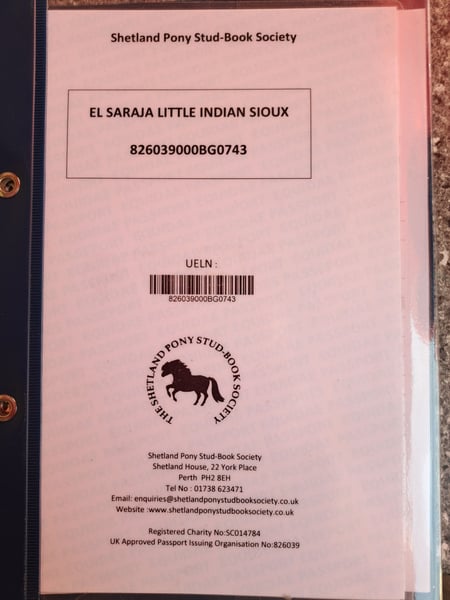 Shetland Pony Stud-Book Society
EL SARAJA LITTLE INDIAN SIOUX
826039000BG0743
UELN :
826039000BG0743
THE SHETLAND PONY STUD-BOOK SOCIETY
Shetland Pony Stud-Book Society
Shetland House, 22 York Place
Perth PH2 8EH
Tel No : 01738 623471
Email: enquiries@shetlandponystudbooksociety.co.uk
Website :www.shetlandponystudbooksociety.co.uk
Registered Charity No:SC014784
UK Approved Passport Issuing Organisation No:826039